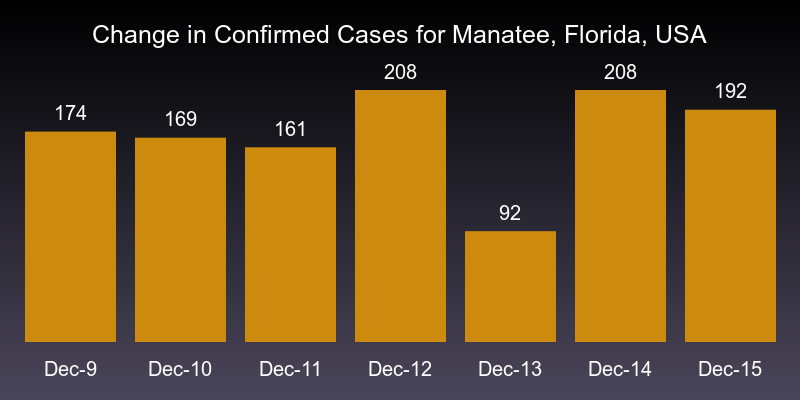 Change in Confirmed Cases for Manatee, Florida, USA
174
169
161
208
92
208
192
Dec-9
Dec-10
Dec-11
Dec-12
Dec-13
Dec-14
Dec-15